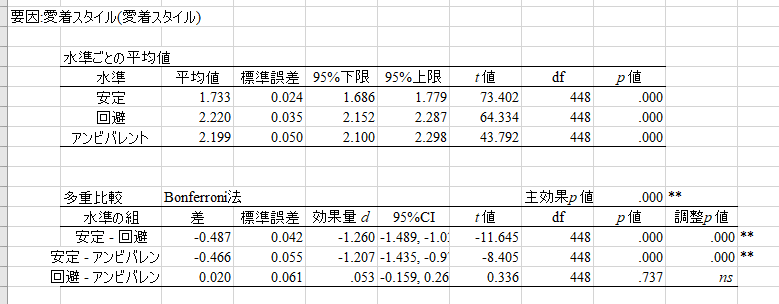 要因:愛着スタイル(愛着スタイル)
水準ごとの平均値
水準 平均値 標準誤差 95%下限 95%上限 t 値 df p 値
安定 1.733 0.024 1.686 1.779 73.402 448 .000
回避 2.220 0.035 2.152 2.287 64.334 448 .000
アンビバレント 2.199 0.050 2.100 2.298 43.792 448 .000
多重比較 Bonferroni法 主効果p 値 .000 **
水準の組 差 標準誤差 効果量 d 95%CI t 値 df p 値 調整p 値
安定 - 回避 -0.487 0.042 -1.260 -1.489, -1.0 -11.645 448 .000 .000 **
安定 - アンビバレン -0.466 0.055 -1.207 -1.435, -0.9 -8.405 448 .000 .000 **
回避 - アンビバレン 0.020 0.061 .053 -0.159, 0.26 0.336 448 .737 ns